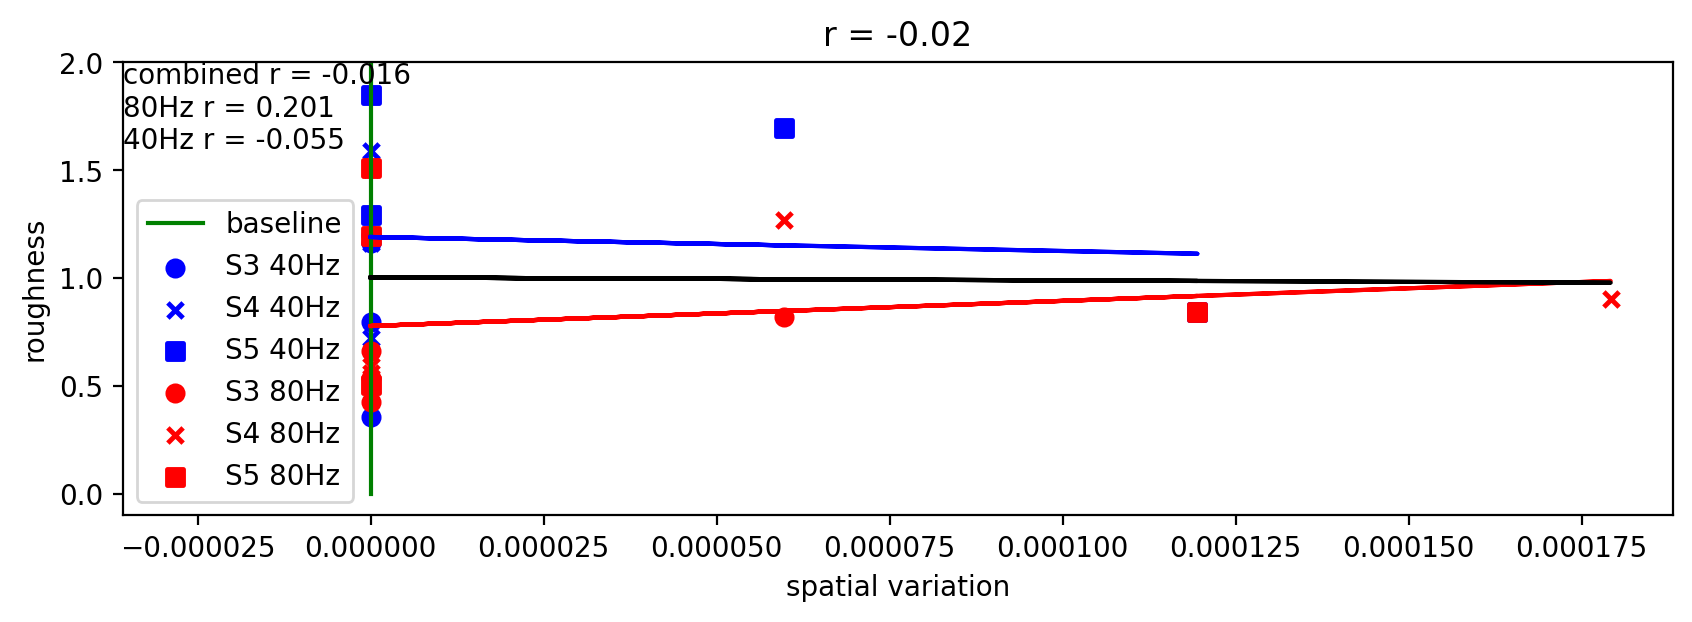 r = -0.02
combined r = -0.016
80Hz r = 0.201
40Hz r = -0.055
2.0
1.5
1.0
0.5
0.0
roughness
baseline
S3 40Hz
S4 40Hz
S5 40Hz
S3 80Hz
S4 80Hz
S5 80Hz
−0.000025 0.000000 0.000025 0.000050 0.000075 0.000100 0.000125 0.000150 0.000175
spatial variation